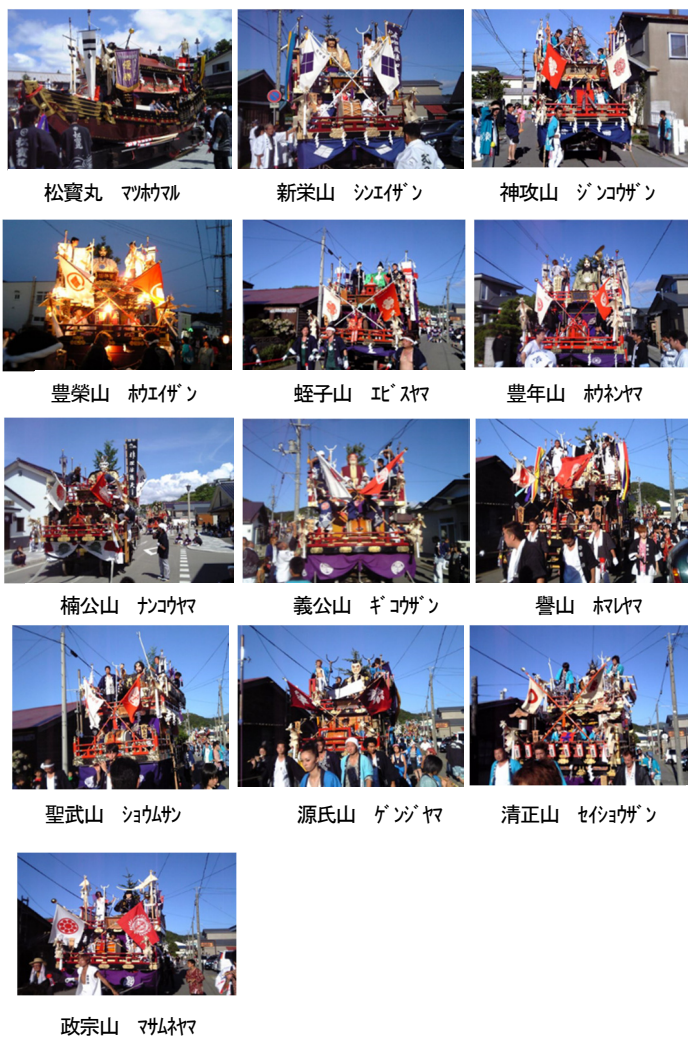 松寳丸　ﾏﾂﾎｳﾏﾙ
新栄山　ｼﾝｴｲｻﾞﾝ
神攻山　ｼﾞﾝｺｳｻﾞﾝ
豊榮山　ﾎｳｴｲｻﾞﾝ
蛭子山　ｴﾋﾞｽﾔﾏ
豊年山　ﾎｳﾈﾝﾔﾏ
楠公山　ﾅﾝｺｳﾔﾏ
義公山　ｷﾞｺｳｻﾞﾝ
譽山　ﾎﾏﾚﾔﾏ
聖武山　ｼｮｳﾑｻﾝ
源氏山　ｹﾞﾝｼﾞﾔﾏ
清正山　ｾｲｼｮｳｻﾞﾝ
政宗山　ﾏｻﾑﾈﾔﾏ